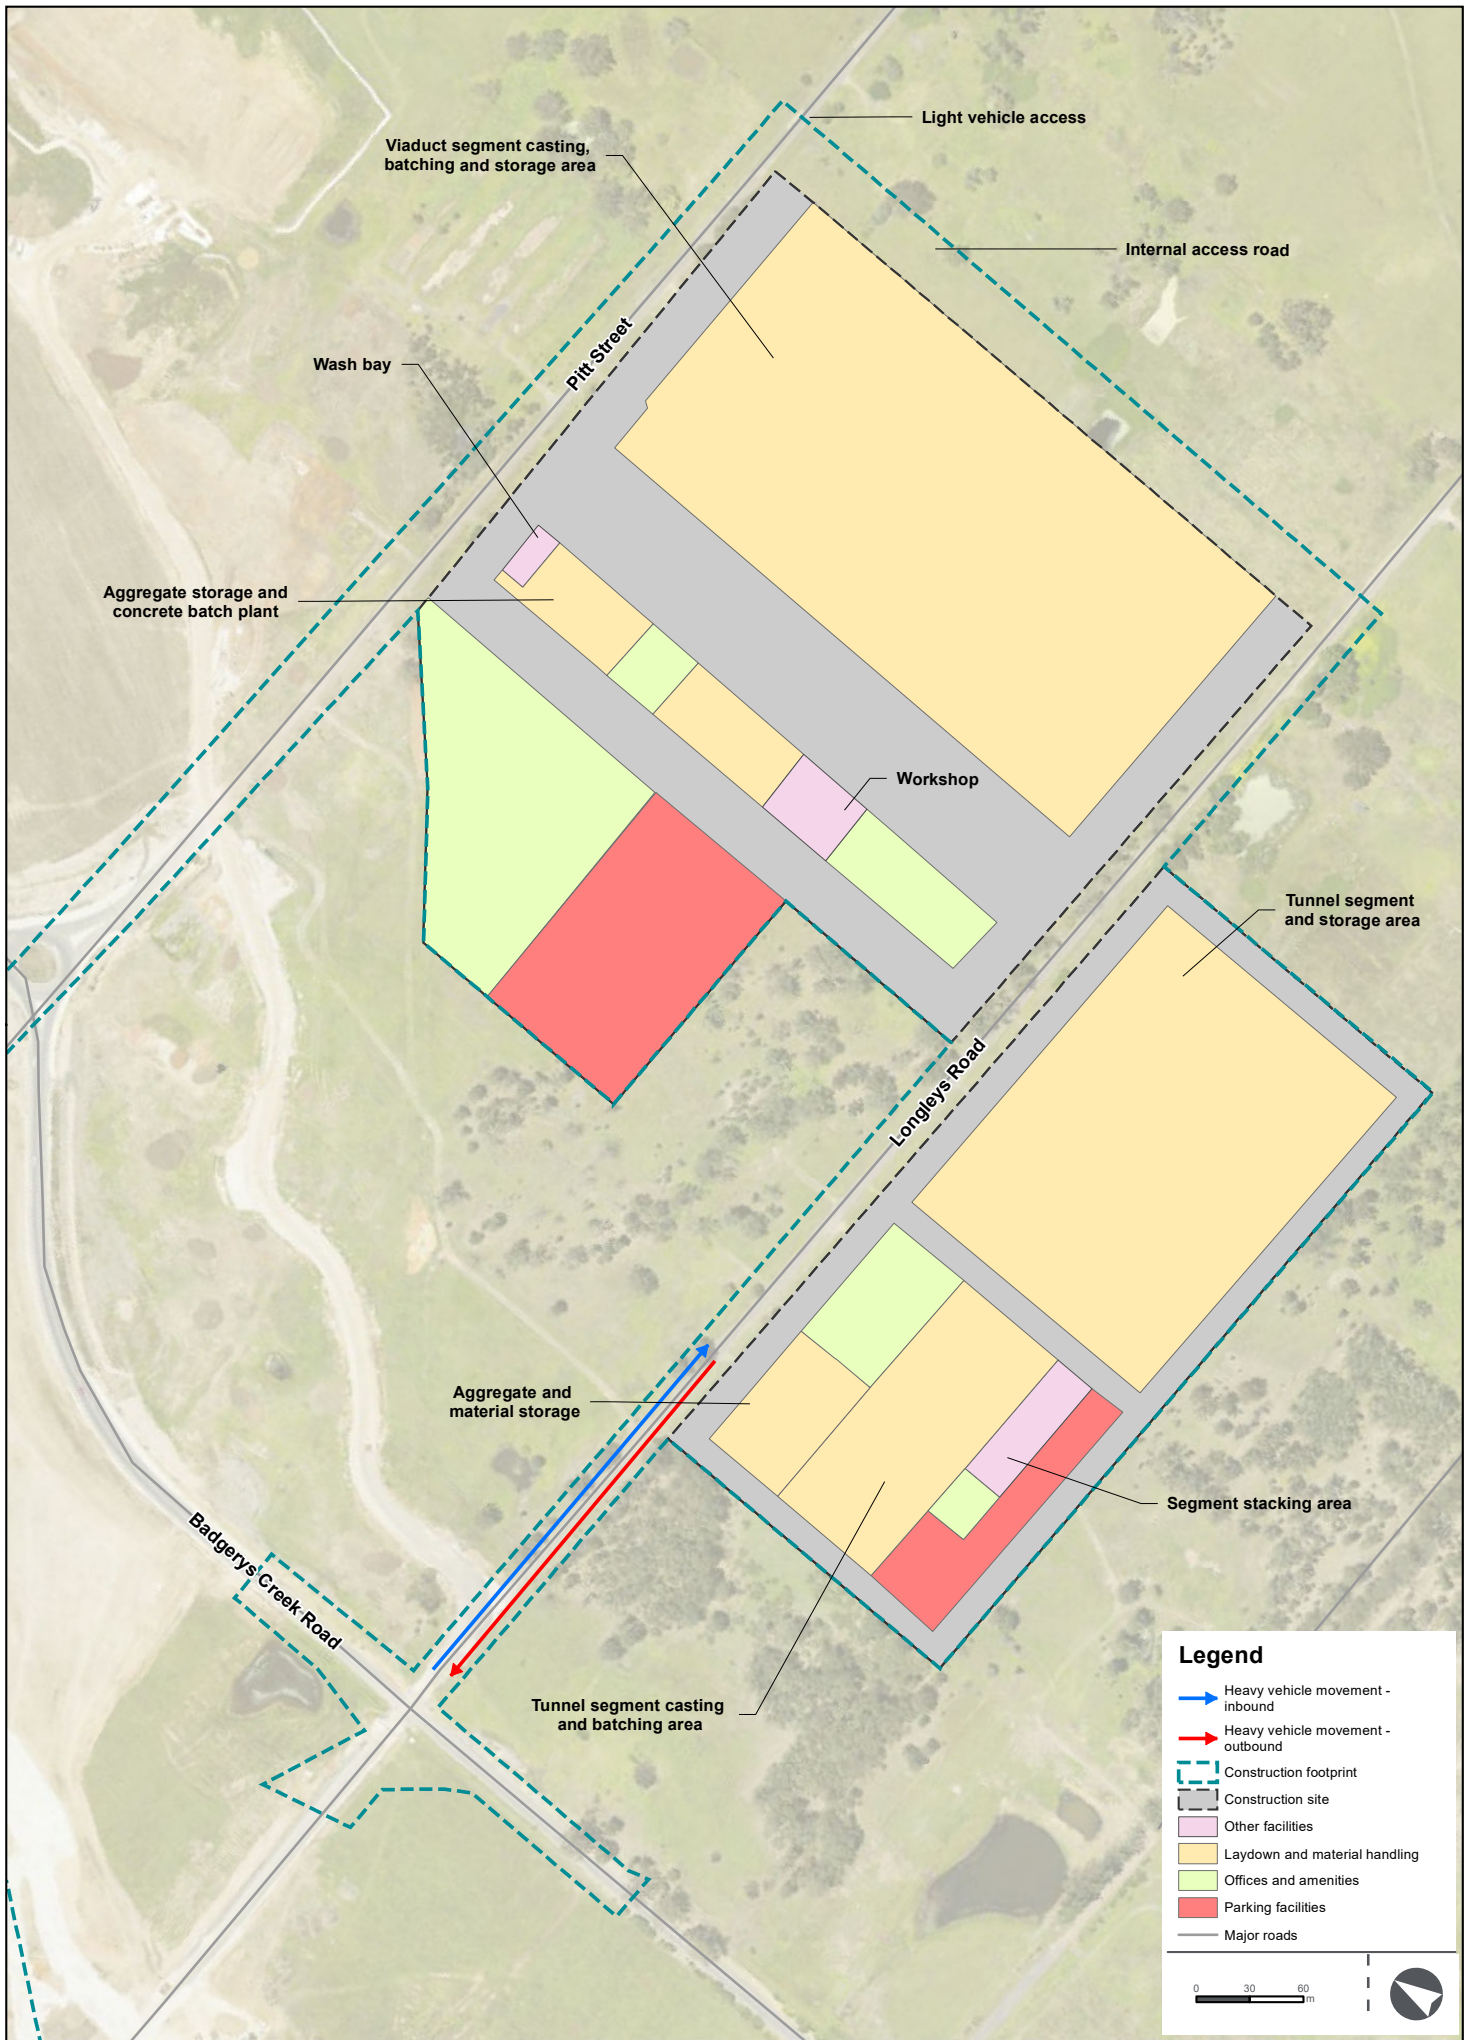 Light vehicle access
Viaduct segment casting,
batching and storage area
Internal access road
Pitt Street
Wash bay
Aggregate storage and
concrete batch plant
Workshop
Tunnel segment
and storage area
Longleys Road
Aggregate and
material storage
Segment stacking area
Badgerys Creek Road
Tunnel segment casting
and batching area
Legend
Heavy vehicle movement -
inbound
Heavy vehicle movement -
outbound
Construction footprint
Construction site
Other facilities
Laydown and material handling
Offices and amenities
Parking facilities
Major roads
0 30 60
m